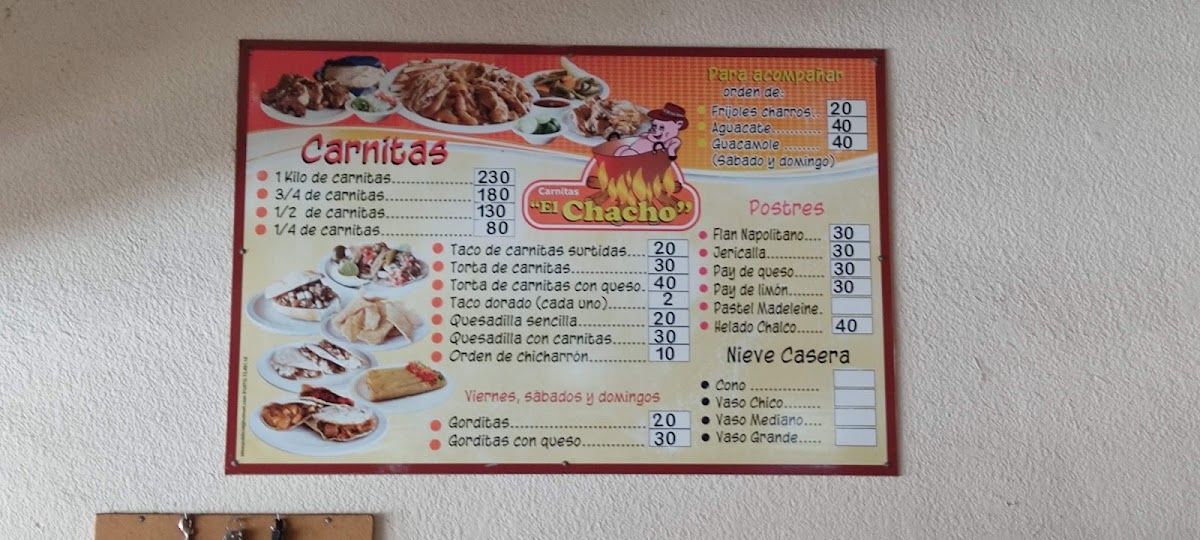 Para acompañar
orden de:
Frijoles charros.. 20
Aguacate........... 40
Guacamole ........ 40
(Sabado y domingo)
Carnitas
1 Kilo de carnitas.................. 230
3/4 de carnitas................... 180
1/2 de carnitas................... 130
1/4 de carnitas.................... 80
Carnitas
"El Chacho"
Taco de carnitas surtidas.... 20
Torta de carnitas................ 30
Torta de carnitas con queso. 40
Taco dorado (cada uno)........ 2
Quesadilla sencilla............... 20
Quesadilla con carnitas......... 30
Orden de chicharrón............. 10
Viernes, sábados y domingos
Gorditas............................. 20
Gorditas con queso.............. 30
Postres
Flan Napolitano.... 30
Jericalla.............. 30
Pay de queso....... 30
Pay de limón........ 30
Pastel Madeleine.
Helado Chalco...... 40
Nieve Casera
Cono ..............
Vaso Chico........
Vaso Mediano....
Vaso Grande.....